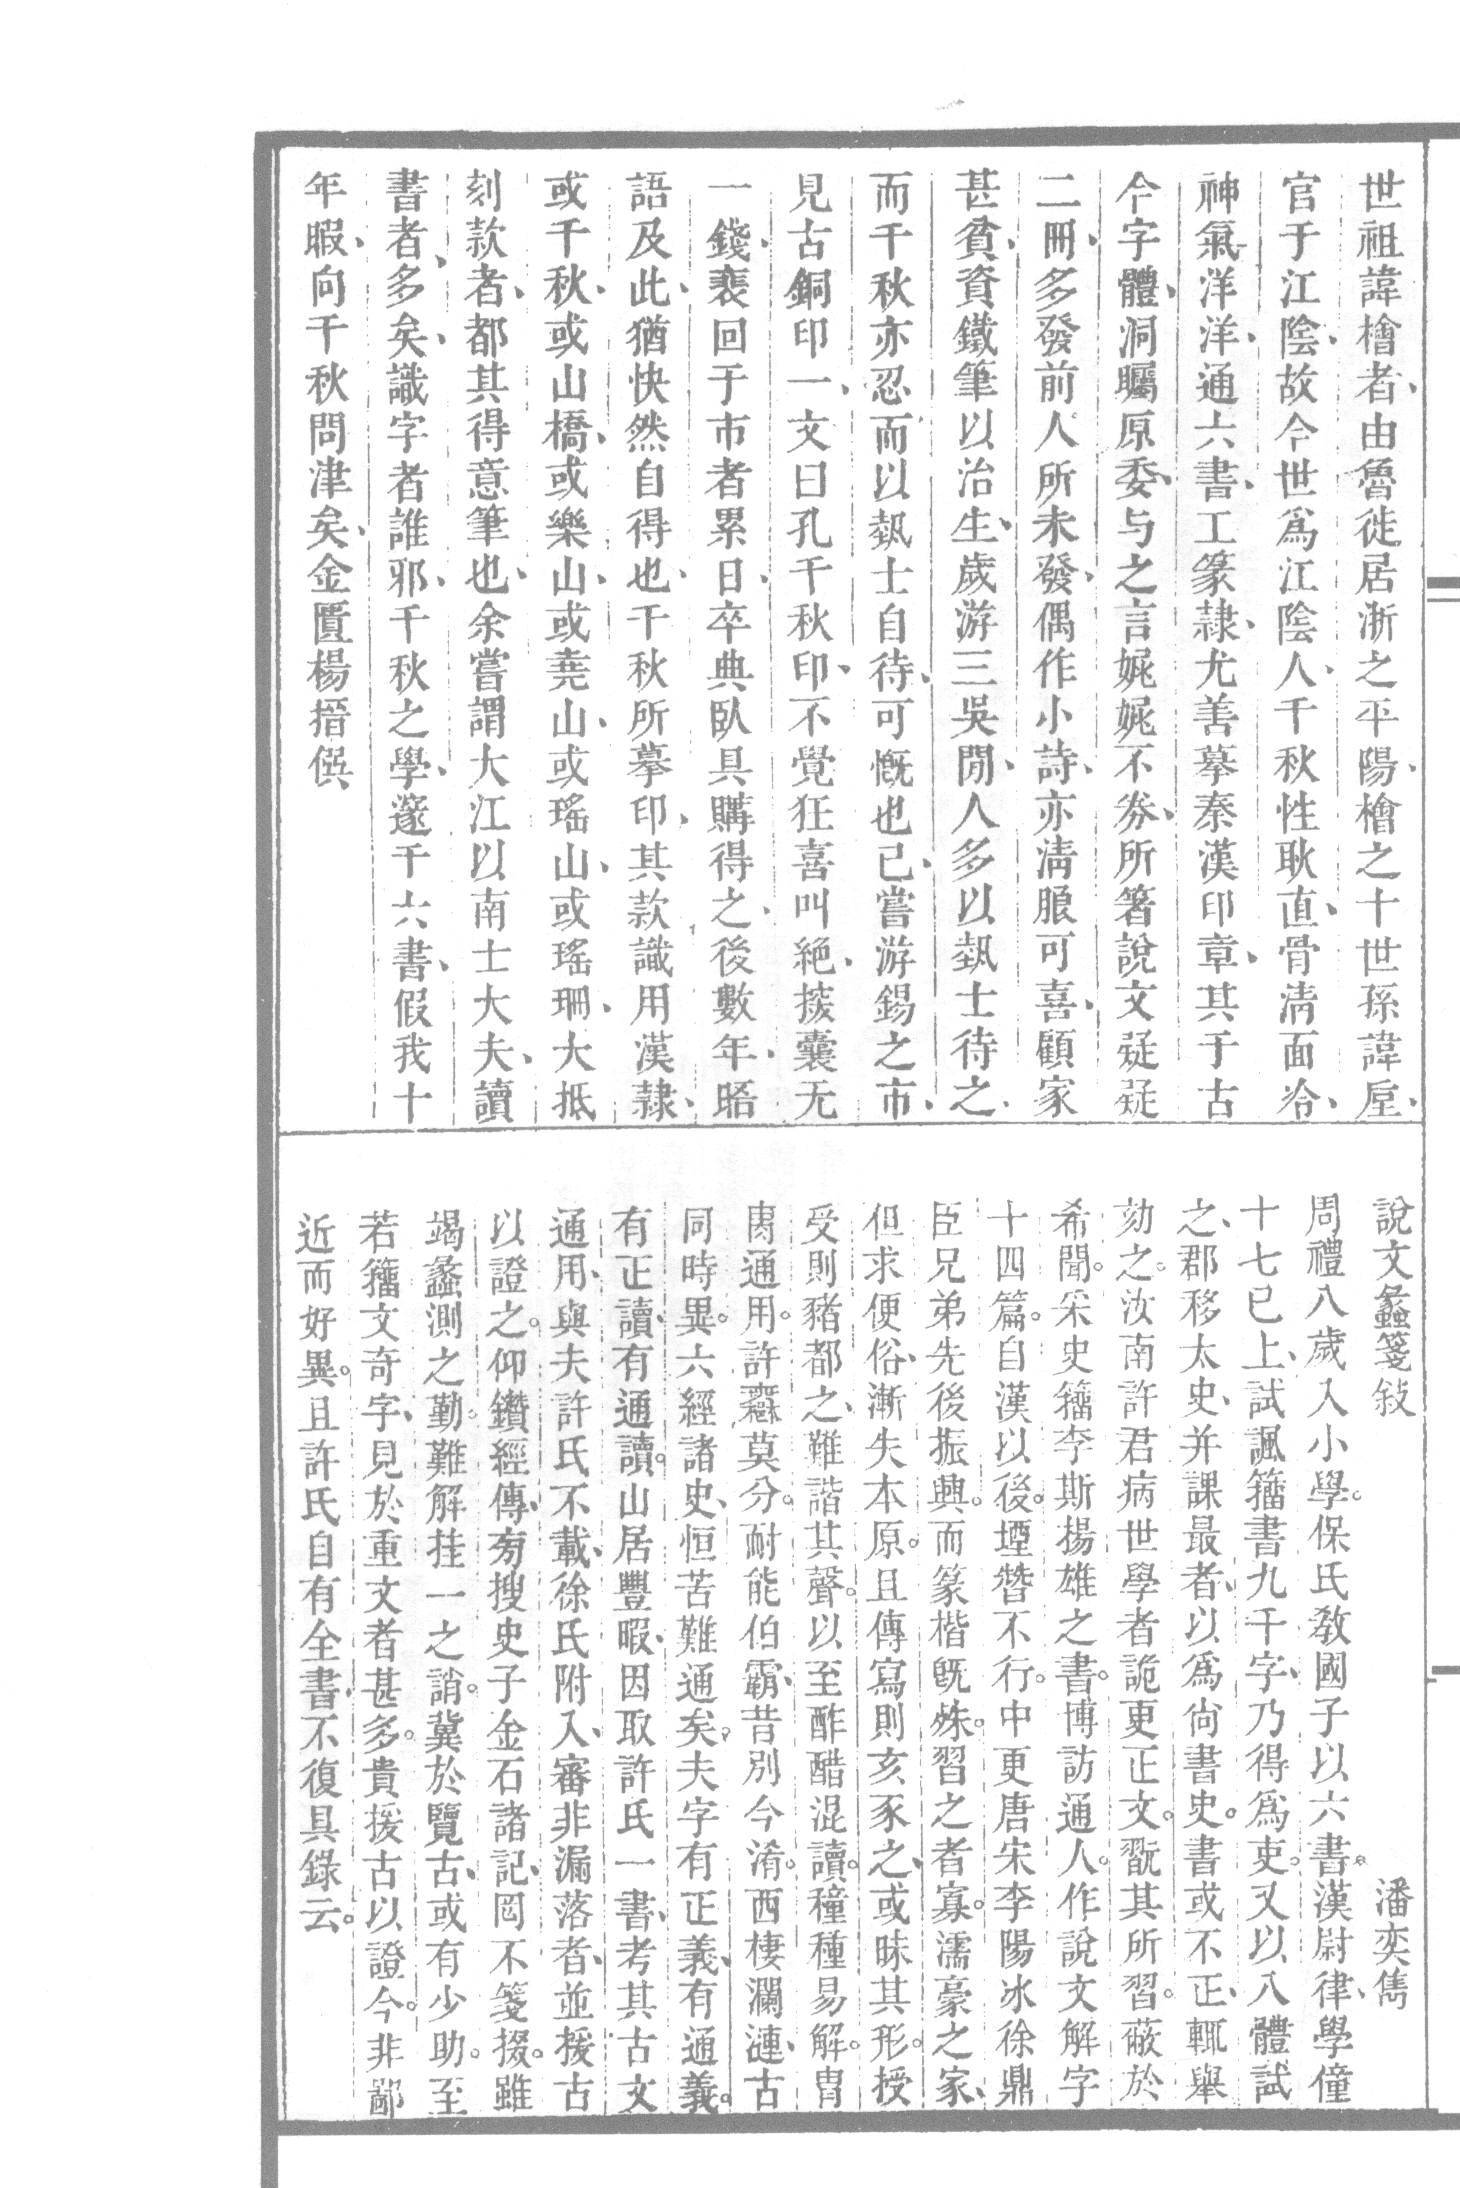 世祖諱檜者、由魯徙居浙之平陽、檜之十世孫諱垕、
官于江陰、故今世爲江陰人、千秋性耿直、骨清面冾、
神氣洋洋、通六書、工篆隷、尤善摹秦漢印章、其于古
今字體、洞矚原委、与之言娓娓不劵、所箸說文疑疑
二冊、多發前人所未發、偶作小詩、亦淸朖可喜、顧家
甚貧、資鐵筆以治生、歲游三吳閒、人多以埶士待之、
而千秋亦忍而以埶士自待、可慨也已、嘗游錫之市、
見古銅印一、文曰孔千秋印、不覺狂喜叫絕、掞囊无
一錢、裵回于市者累日、卒典臥具購得之、後數年、晤
語及此、猶怏然自得也、千秋所摹印、其款識用漢隷、
或千秋、或山橋、或樂山、或堯山、或瑤山、或瑤珊、大抵
刻款者、都其得意筆也、余嘗謂大江以南士大夫、讀
書者多矣、識字者誰邪、千秋之學、邃于六書、假我十
年暇、向千秋問津矣、金匱楊搢僎
說文蠡箋敍　潘奕雋
周禮八歲入小學。保氏敎國子以六書。漢尉律、學僮
十七已上、試諷籒書九千字、乃得爲吏。又以八體試
之、郡移太史、并課最者、以爲尙書史。書或不正、輒舉
劾之。汝南許君病世學者詭更正文。翫其所習。蔽於
希聞。采史籒李斯揚雄之書。博訪通人。作說文解字
十四篇。自漢以後。堙替不行。中更唐宋李陽冰徐鼎
臣兄弟先後振興。而篆楷旣殊。習之者寡。濡豪之家、
但求便俗、漸失本原。且傳寫則亥豕之、或昧其形。授
受則豬都之、難諧其聲。以至酢醋混讀。穜種易解。胄
冑通用。許鄦莫分。耐能伯霸、昔別今淆。西棲瀾漣、古
同時異。六經諸史、恒苦難通矣。夫字有正義、有通義。
有正讀、有通讀。山居豐暇、因取許氏一書、考其古文
通用、與夫許氏不載、徐氏附入、審非漏落者、並援古
以證之。仰鑽經傳、旁搜史子金石諸記、罔不箋掇。雖
竭蠡測之勤。難解挂一之誚。冀於覽古、或有少助。至
若籒文奇字、見於重文者甚多。貴援古以證今。非鄙
近而好異。且許氏自有全書、不復具錄云。